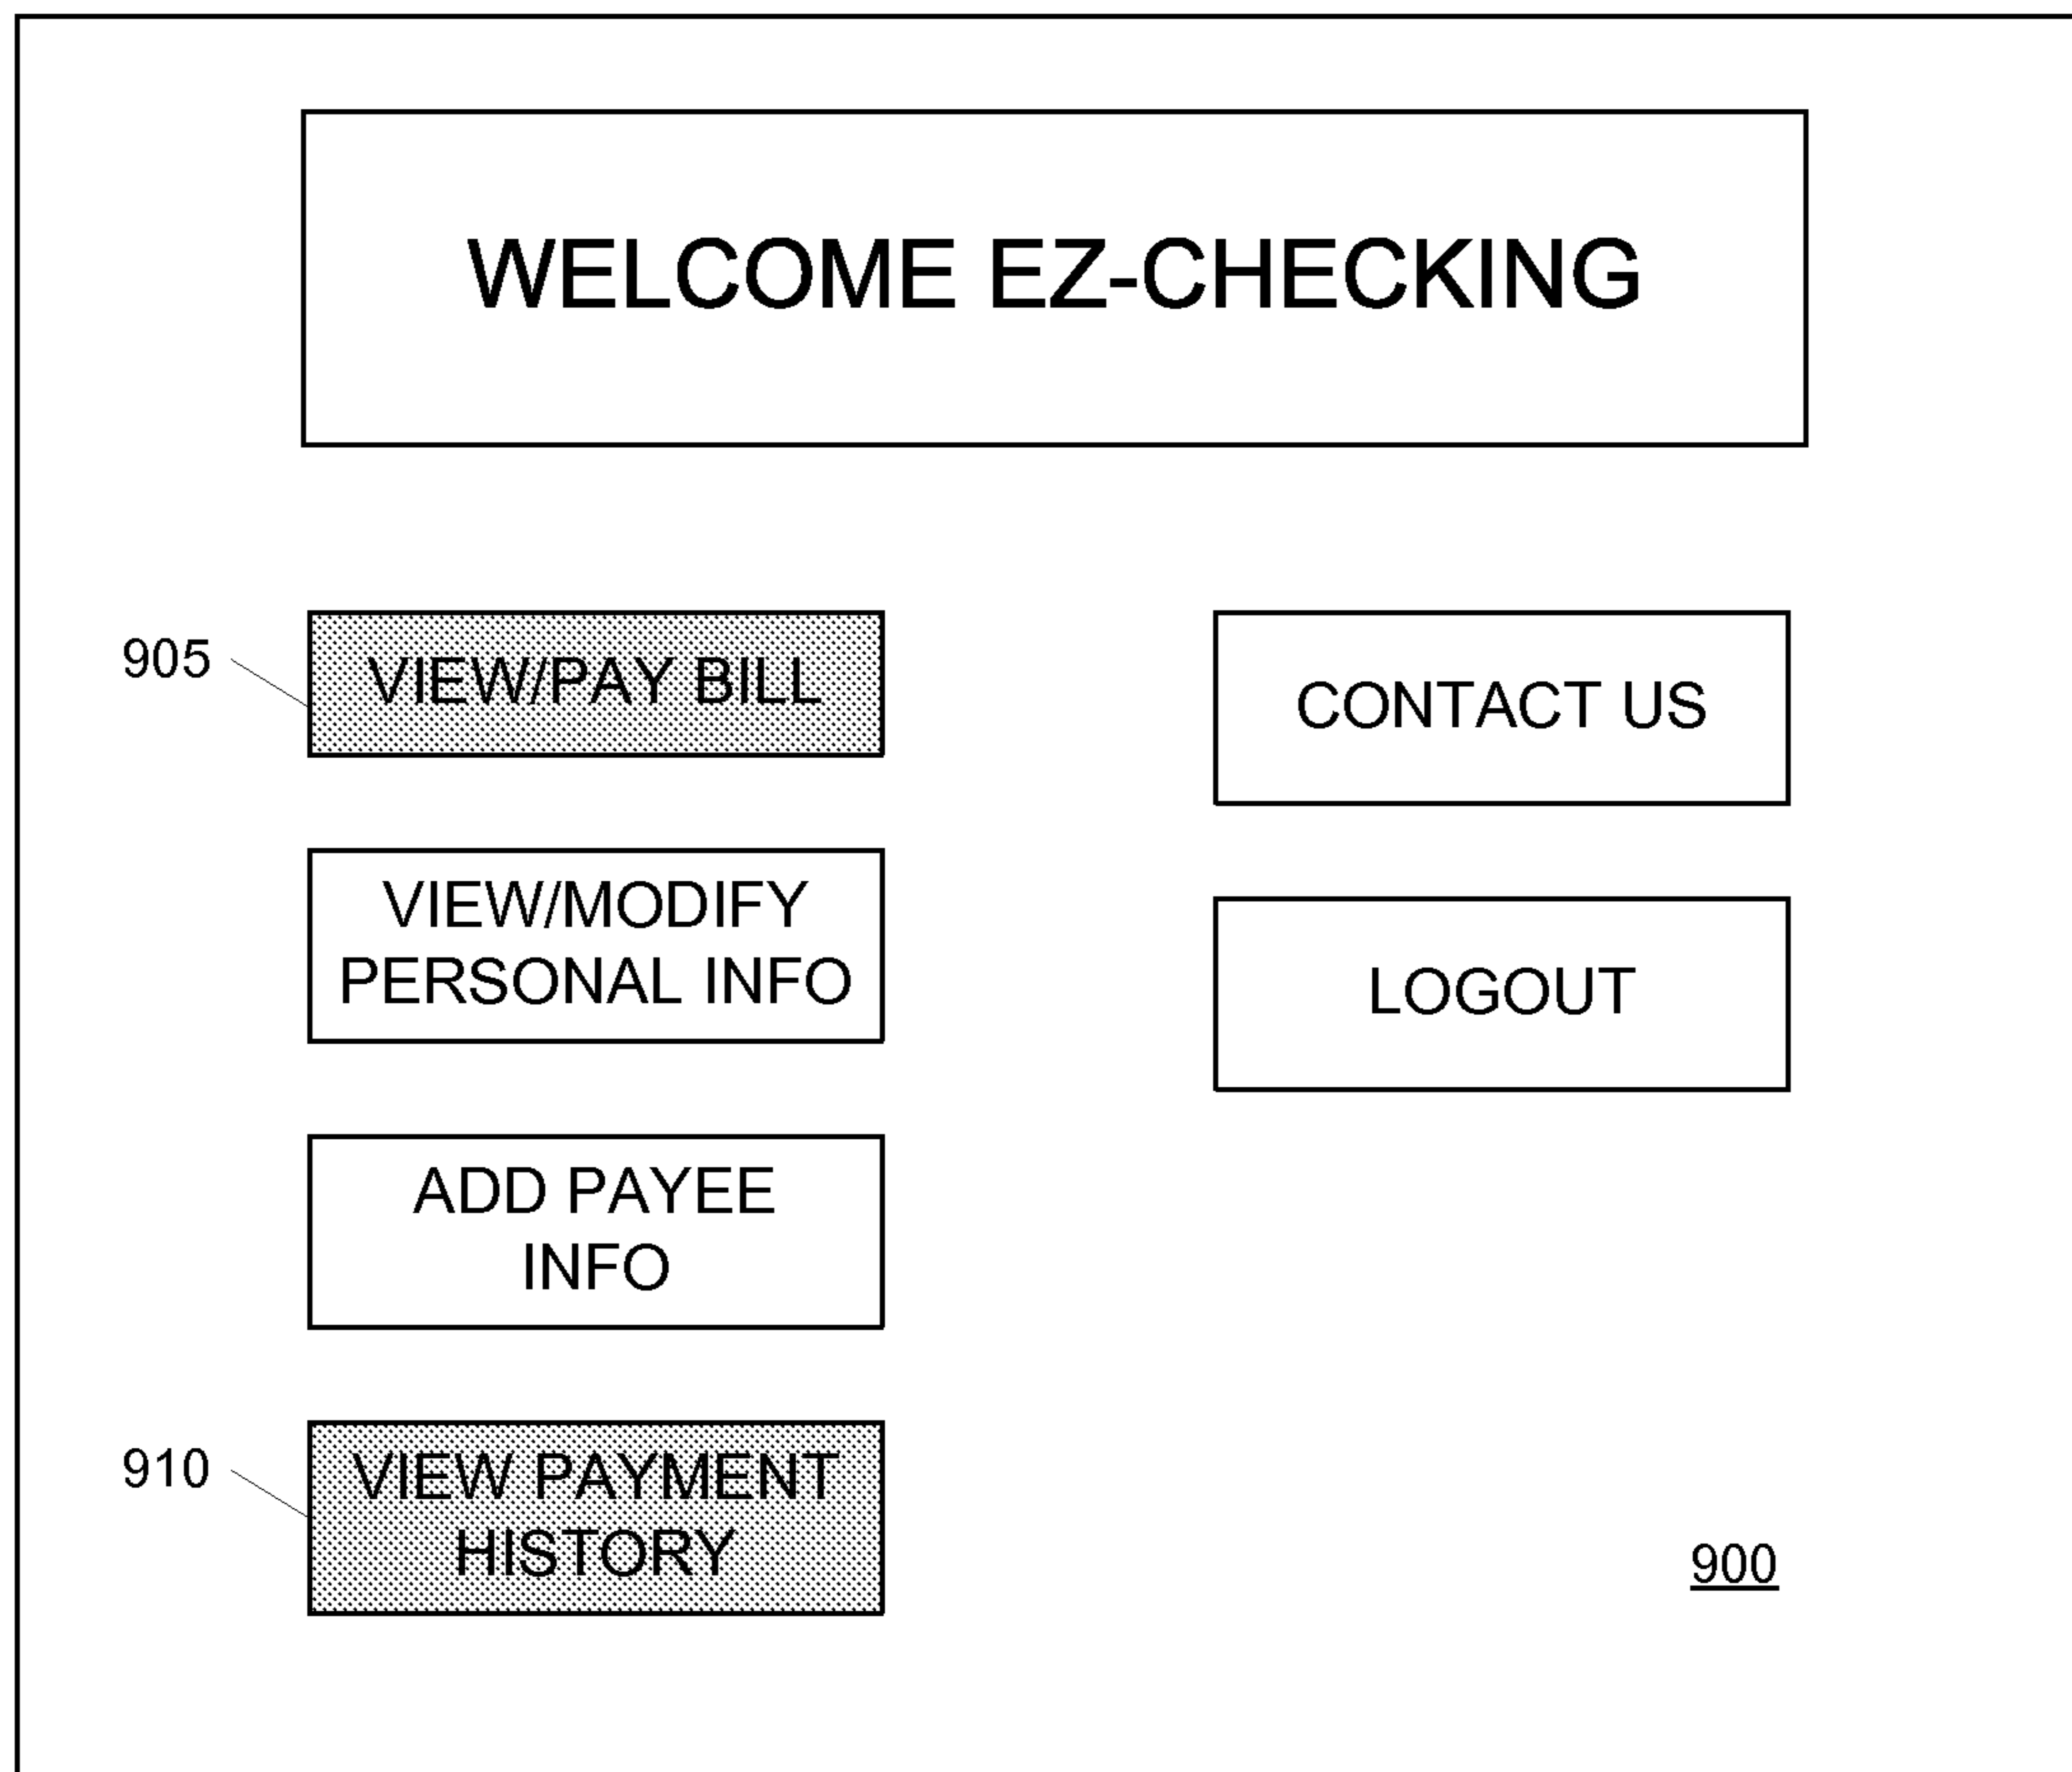 WELCOME EZ-CHECKING
905
VIEW/PAY BILL
CONTACT US
VIEW/MODIFY
PERSONAL INFO
LOGOUT
ADD PAYEE
INFO
910
VIEW PAYMENT
HISTORY
900